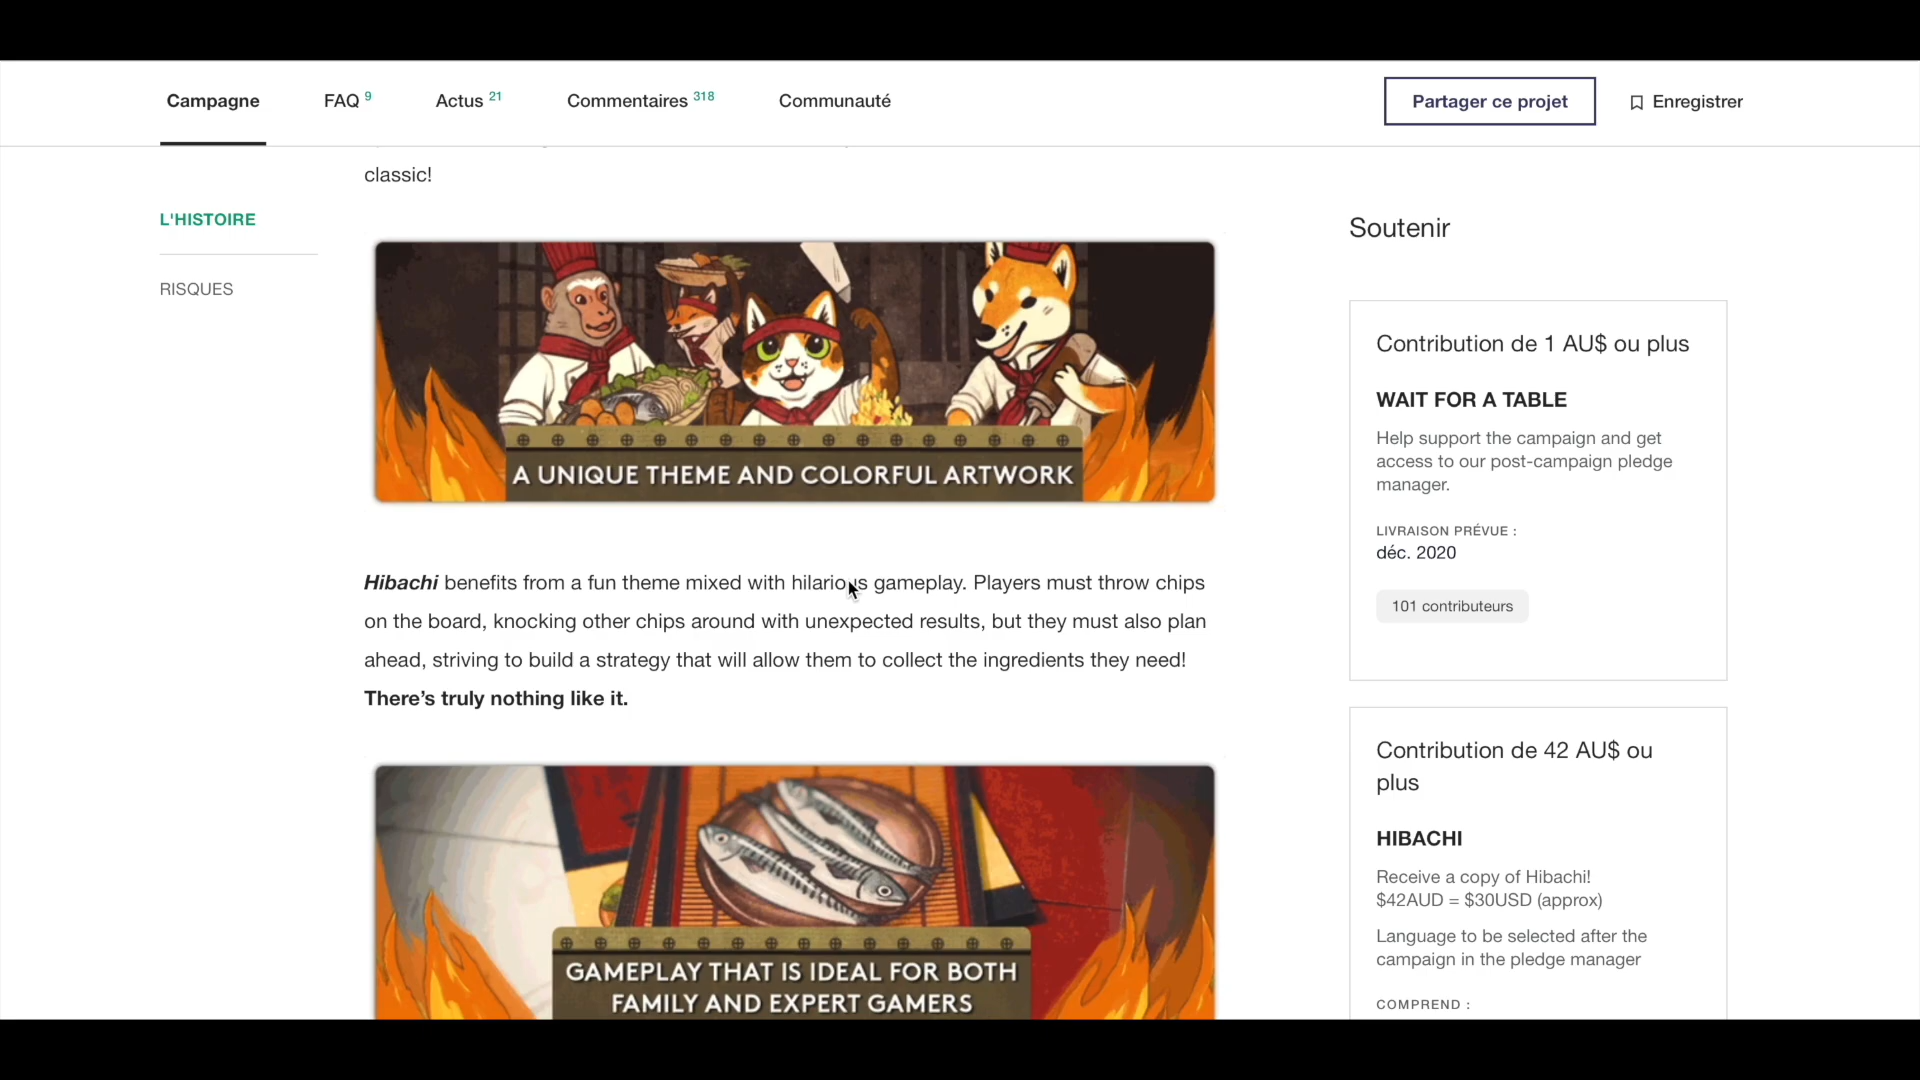 Campagne
FAQ 9
Actus 21
Commentaires 318
Communauté
Partager ce projet
Enregistrer
classic!
L'HISTOIRE
RISQUES
A UNIQUE THEME AND COLORFUL ARTWORK
Hibachi benefits from a fun theme mixed with hilarious gameplay. Players must throw chips
on the board, knocking other chips around with unexpected results, but they must also plan
ahead, striving to build a strategy that will allow them to collect the ingredients they need!
There’s truly nothing like it.
GAMEPLAY THAT IS IDEAL FOR BOTH
FAMILY AND EXPERT GAMERS
Soutenir
Contribution de 1 AU$ ou plus
WAIT FOR A TABLE
Help support the campaign and get
access to our post-campaign pledge
manager.
LIVRAISON PRÉVUE :
déc. 2020
101 contributeurs
Contribution de 42 AU$ ou
plus
HIBACHI
Receive a copy of Hibachi!
$42AUD = $30USD (approx)
Language to be selected after the
campaign in the pledge manager
COMPREND :